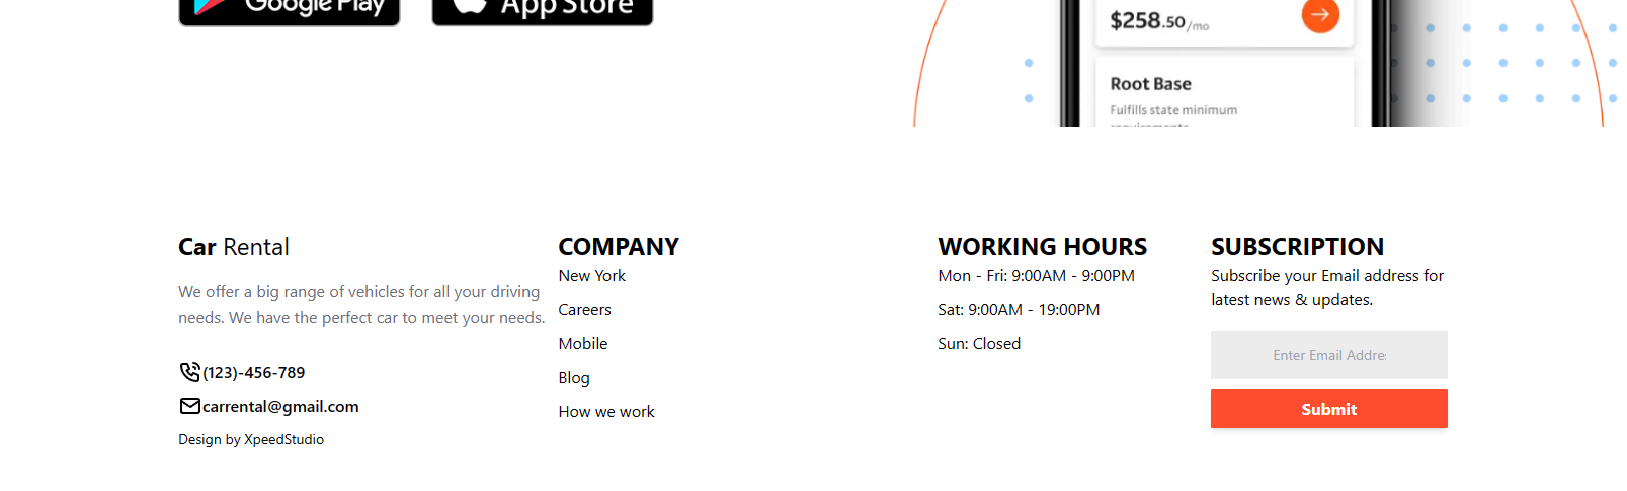 Google Play
App Store
$258.50/mo
Root Base
Fulfills state minimum
requirements
Car Rental
We offer a big range of vehicles for all your driving
needs. We have the perfect car to meet your needs.
(123)-456-789
carrental@gmail.com
Design by XpeedStudio
COMPANY
New York
Careers
Mobile
Blog
How we work
WORKING HOURS
Mon - Fri: 9:00AM - 9:00PM
Sat: 9:00AM - 19:00PM
Sun: Closed
SUBSCRIPTION
Subscribe your Email address for
latest news & updates.
Enter Email Addre
Submit